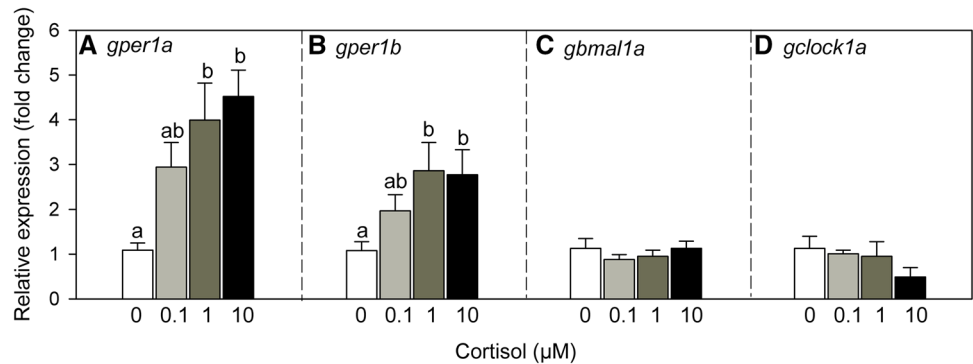 A gper1a
B gper1b
C gbmal1a
D gclock1a
Relative expression (fold change)
6
5
4
3
2
1
0
a
ab
b
b
a
ab
b
b
0 0.1 1 10
0 0.1 1 10
0 0.1 1 10
0 0.1 1 10
Cortisol (µM)